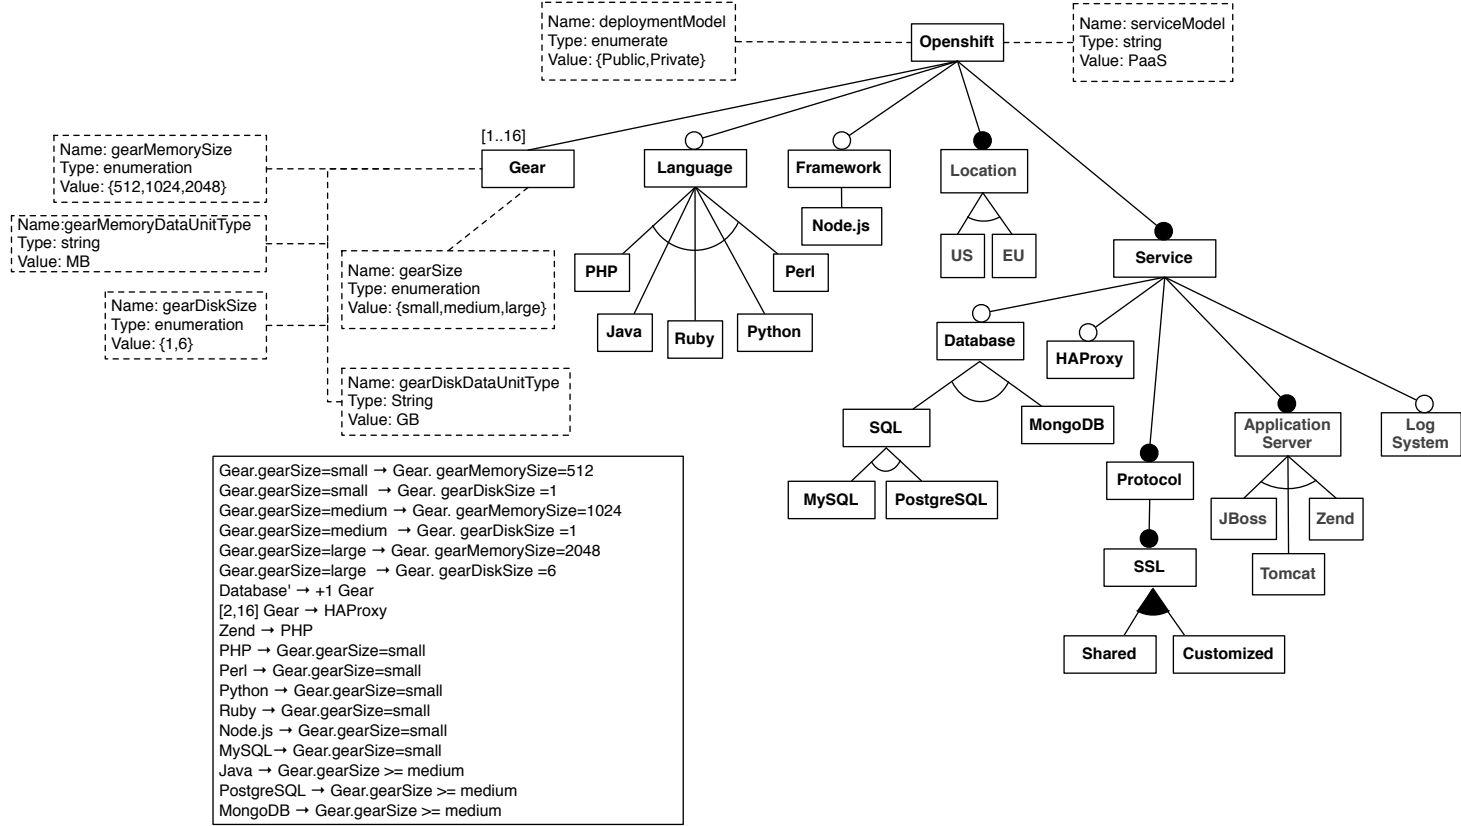 Name: deploymentModel
Type: enumerate
Value: {Public,Private}
Openshift
Name: serviceModel
Type: string
Value: PaaS
[1..16]
Gear
Language
Framework
Location
Name: gearMemorySize
Type: enumeration
Value: {512,1024,2048}
Name:gearMemoryDataUnitType
Type: string
Value: MB
Name: gearDiskSize
Type: enumeration
Value: {1,6}
Name: gearSize
Type: enumeration
Value: {small,medium,large}
Name: gearDiskDataUnitType
Type: String
Value: GB
PHP
Java
Ruby
Python
Perl
Node.js
US
EU
Service
Database
HAProxy
SQL
MongoDB
MySQL
PostgreSQL
Protocol
SSL
Shared
Customized
Application
Server
JBoss
Tomcat
Zend
Log
System
Gear.gearSize=small → Gear. gearMemorySize=512
Gear.gearSize=small → Gear. gearDiskSize =1
Gear.gearSize=medium → Gear. gearMemorySize=1024
Gear.gearSize=medium → Gear. gearDiskSize =1
Gear.gearSize=large → Gear. gearMemorySize=2048
Gear.gearSize=large → Gear. gearDiskSize =6
Database' → +1 Gear
[2,16] Gear → HAProxy
Zend → PHP
PHP → Gear.gearSize=small
Perl → Gear.gearSize=small
Python → Gear.gearSize=small
Ruby → Gear.gearSize=small
Node.js → Gear.gearSize=small
MySQL→ Gear.gearSize=small
Java → Gear.gearSize >= medium
PostgreSQL → Gear.gearSize >= medium
MongoDB → Gear.gearSize >= medium